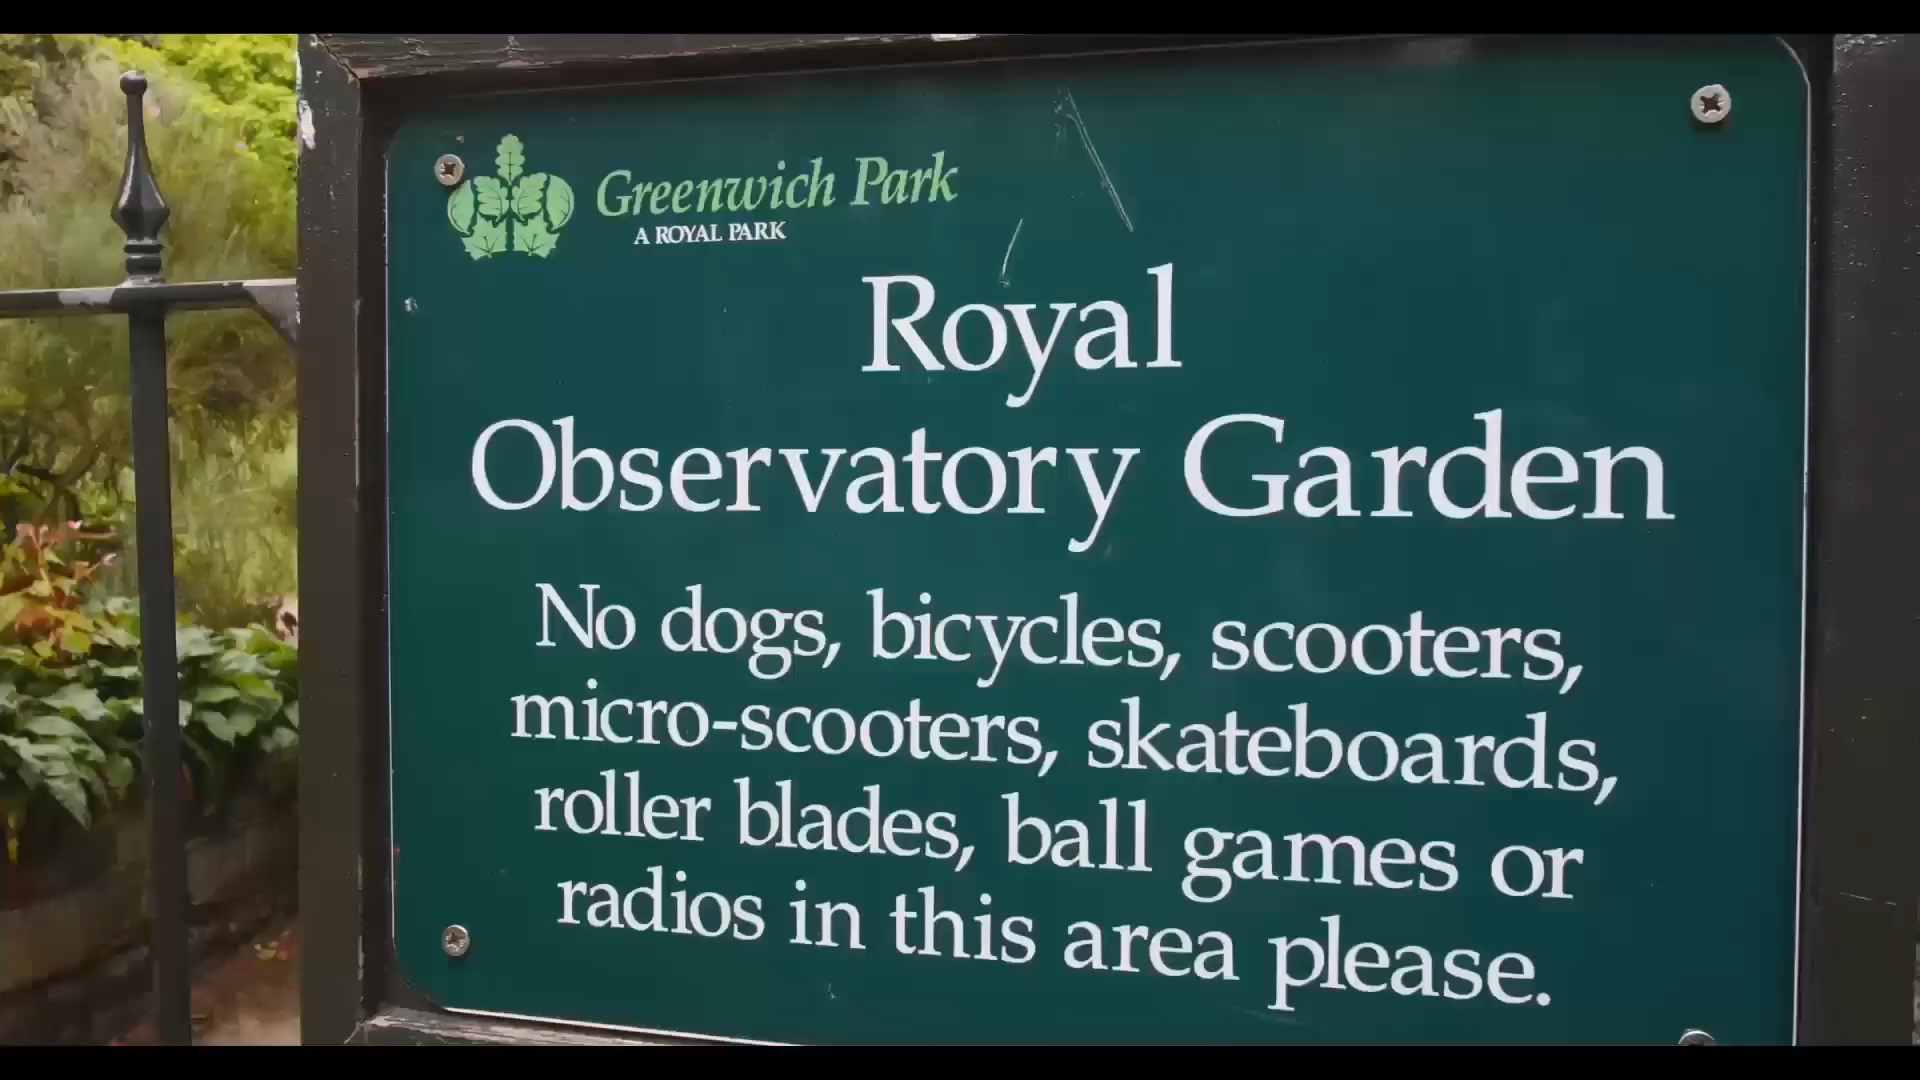 Greenwich Park
A ROYAL PARK
Royal
Observatory Garden
No dogs, bicycles, scooters,
micro-scooters, skateboards,
roller blades, ball games or
radios in this area please.